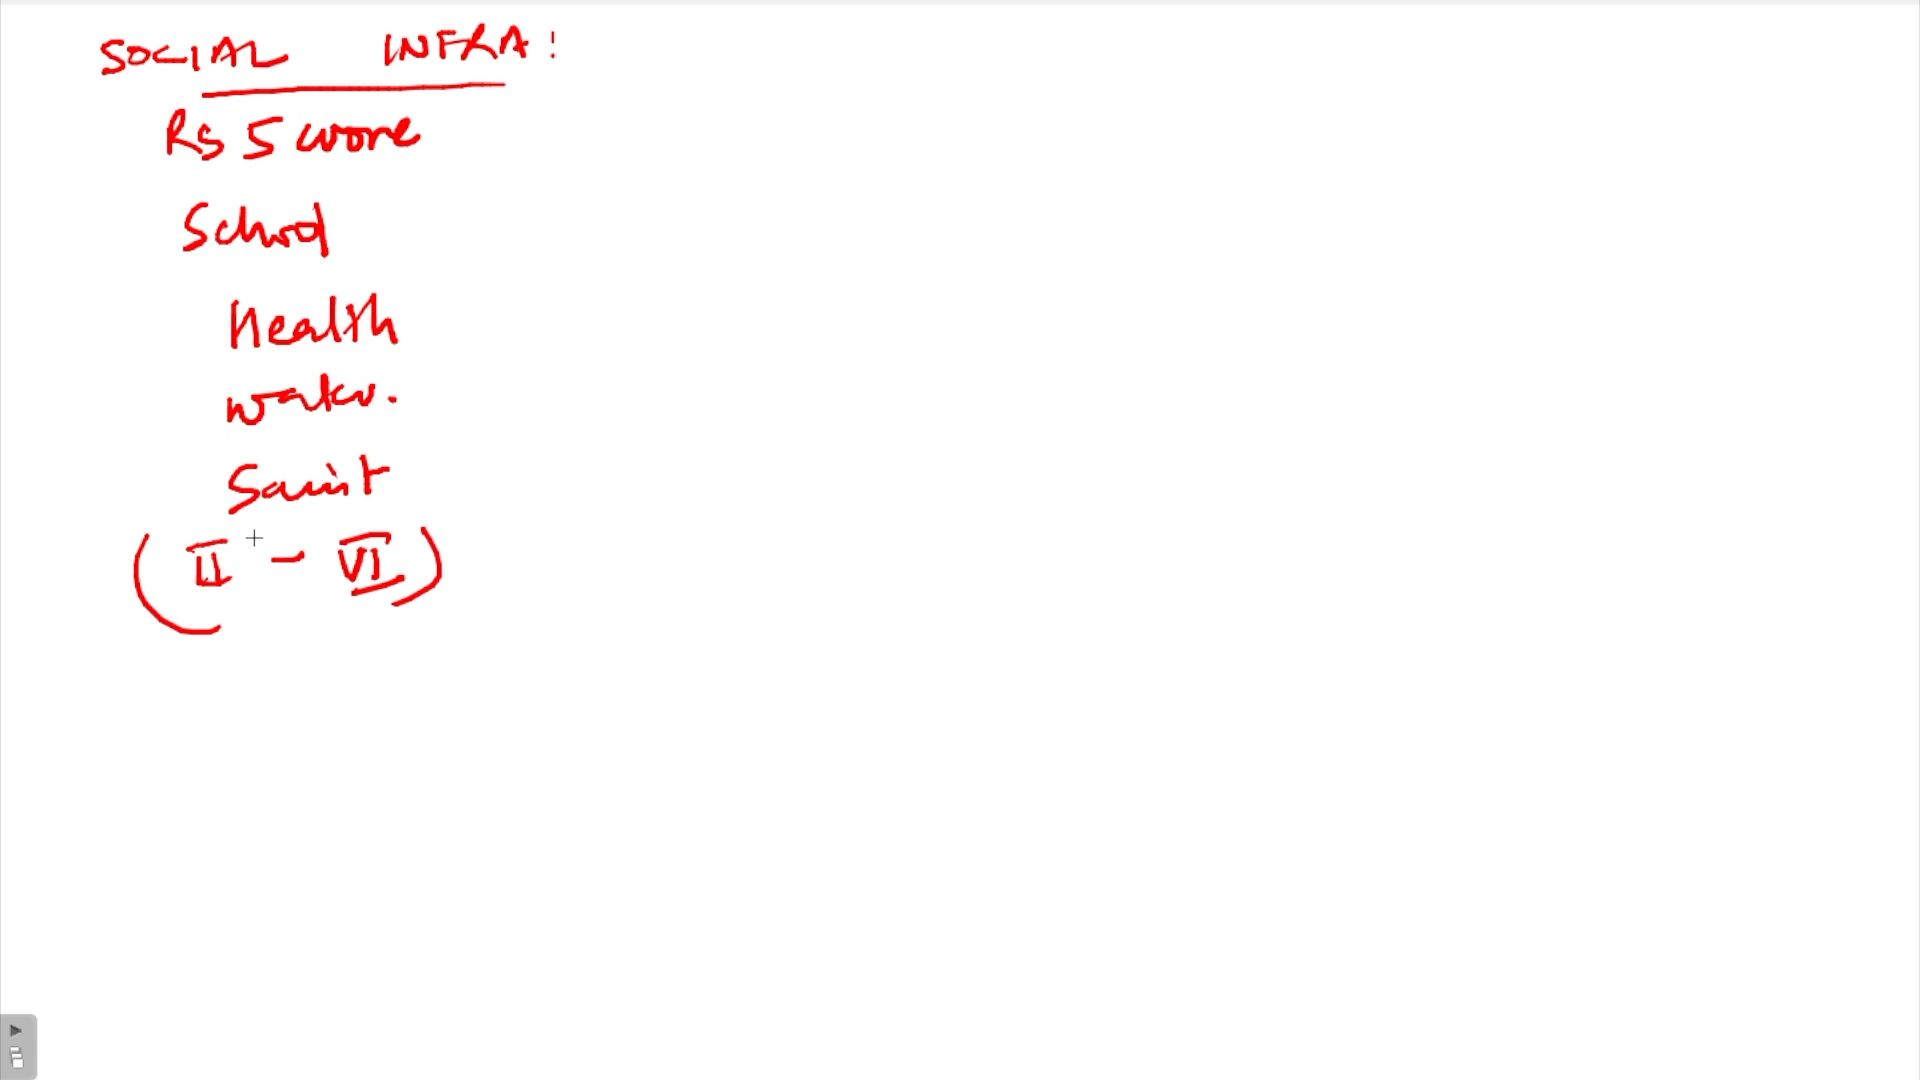 SOCIAL INFRA:
Rs 5 crore
School
Health
water.
Sanit
(II - VI)